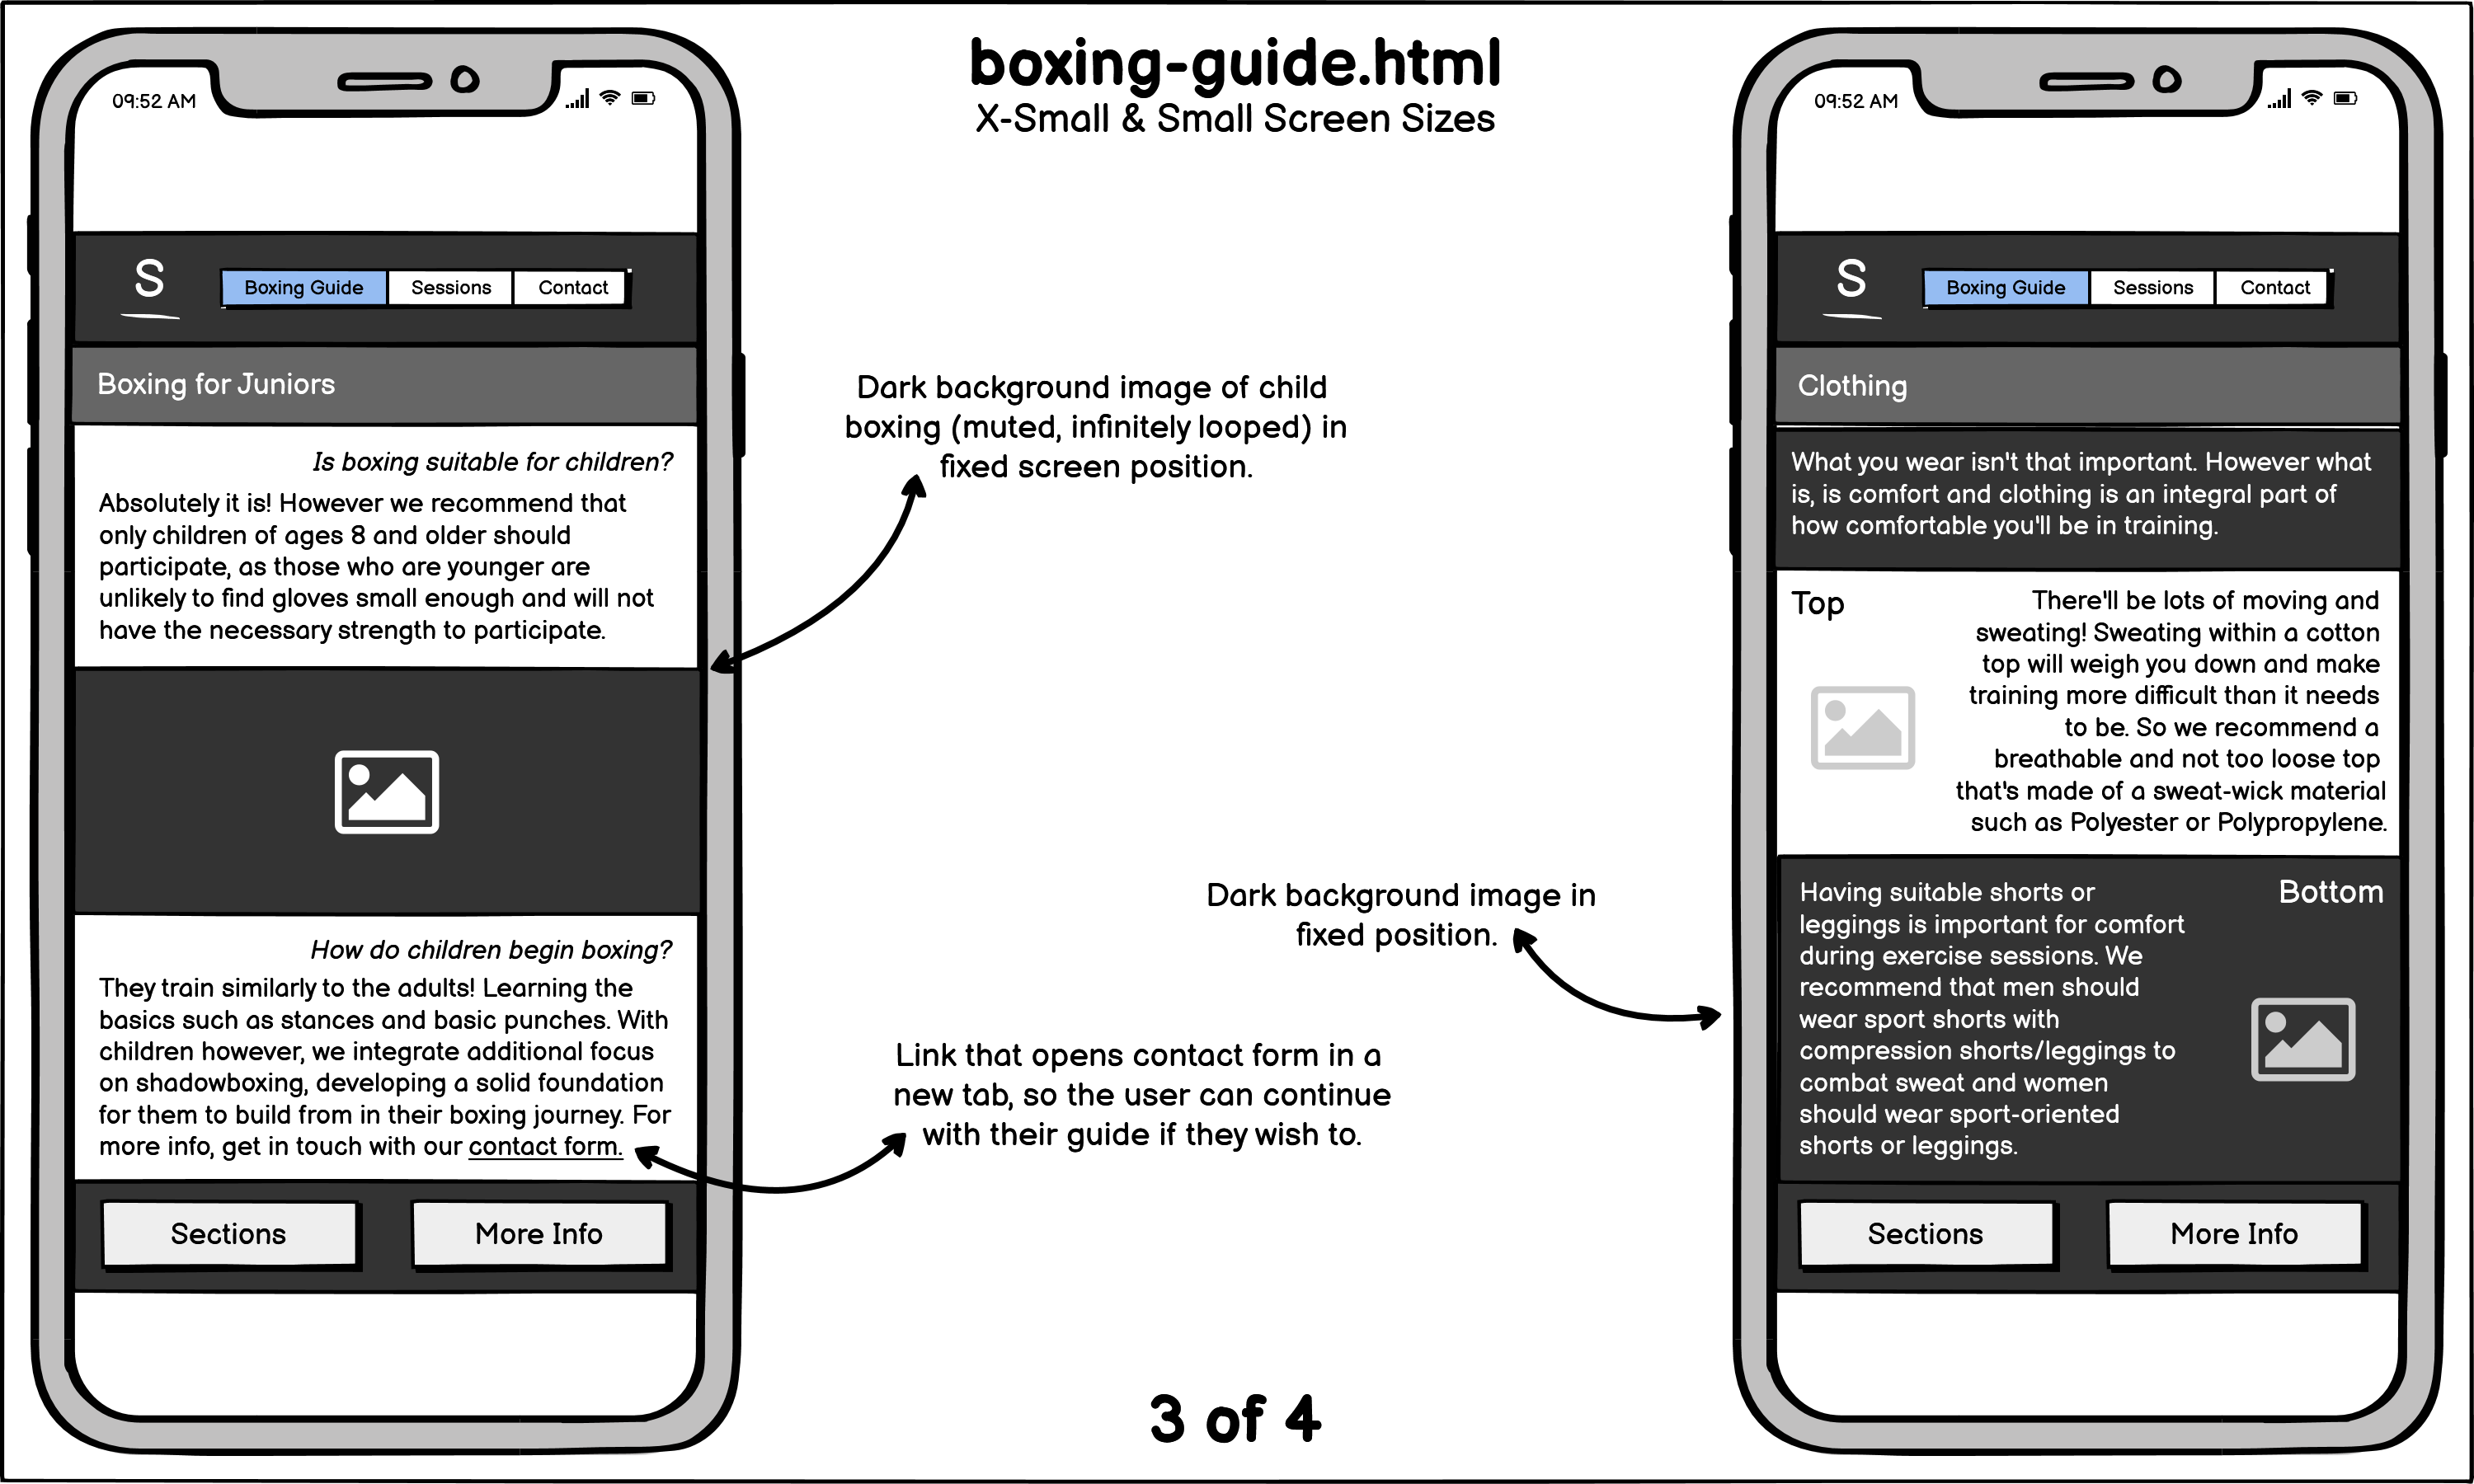 boxing-guide.html
X-Small & Small Screen Sizes
09:52 AM
S
Boxing Guide
Sessions
Contact
Boxing for Juniors
Is boxing suitable for children?
Absolutely it is! However we recommend that
only children of ages 8 and older should
participate, as those who are younger are
unlikely to find gloves small enough and will not
have the necessary strength to participate.
How do children begin boxing?
They train similarly to the adults! Learning the
basics such as stances and basic punches. With
children however, we integrate additional focus
on shadowboxing, developing a solid foundation
for them to build from in their boxing journey. For
more info, get in touch with our contact form.
Sections
More Info
Dark background image of child
boxing (muted, infinitely looped) in
fixed screen position.
Dark background image in
fixed position.
Link that opens contact form in a
new tab, so the user can continue
with their guide if they wish to.
3 of 4
09:52 AM
S
Boxing Guide
Sessions
Contact
Clothing
What you wear isn't that important. However what
is, is comfort and clothing is an integral part of
how comfortable you'll be in training.
Top
There'll be lots of moving and
sweating! Sweating within a cotton
top will weigh you down and make
training more difficult than it needs
to be. So we recommend a
breathable and not too loose top
that's made of a sweat-wick material
such as Polyester or Polypropylene.
Bottom
Having suitable shorts or
leggings is important for comfort
during exercise sessions. We
recommend that men should
wear sport shorts with
compression shorts/leggings to
combat sweat and women
should wear sport-oriented
shorts or leggings.
Sections
More Info